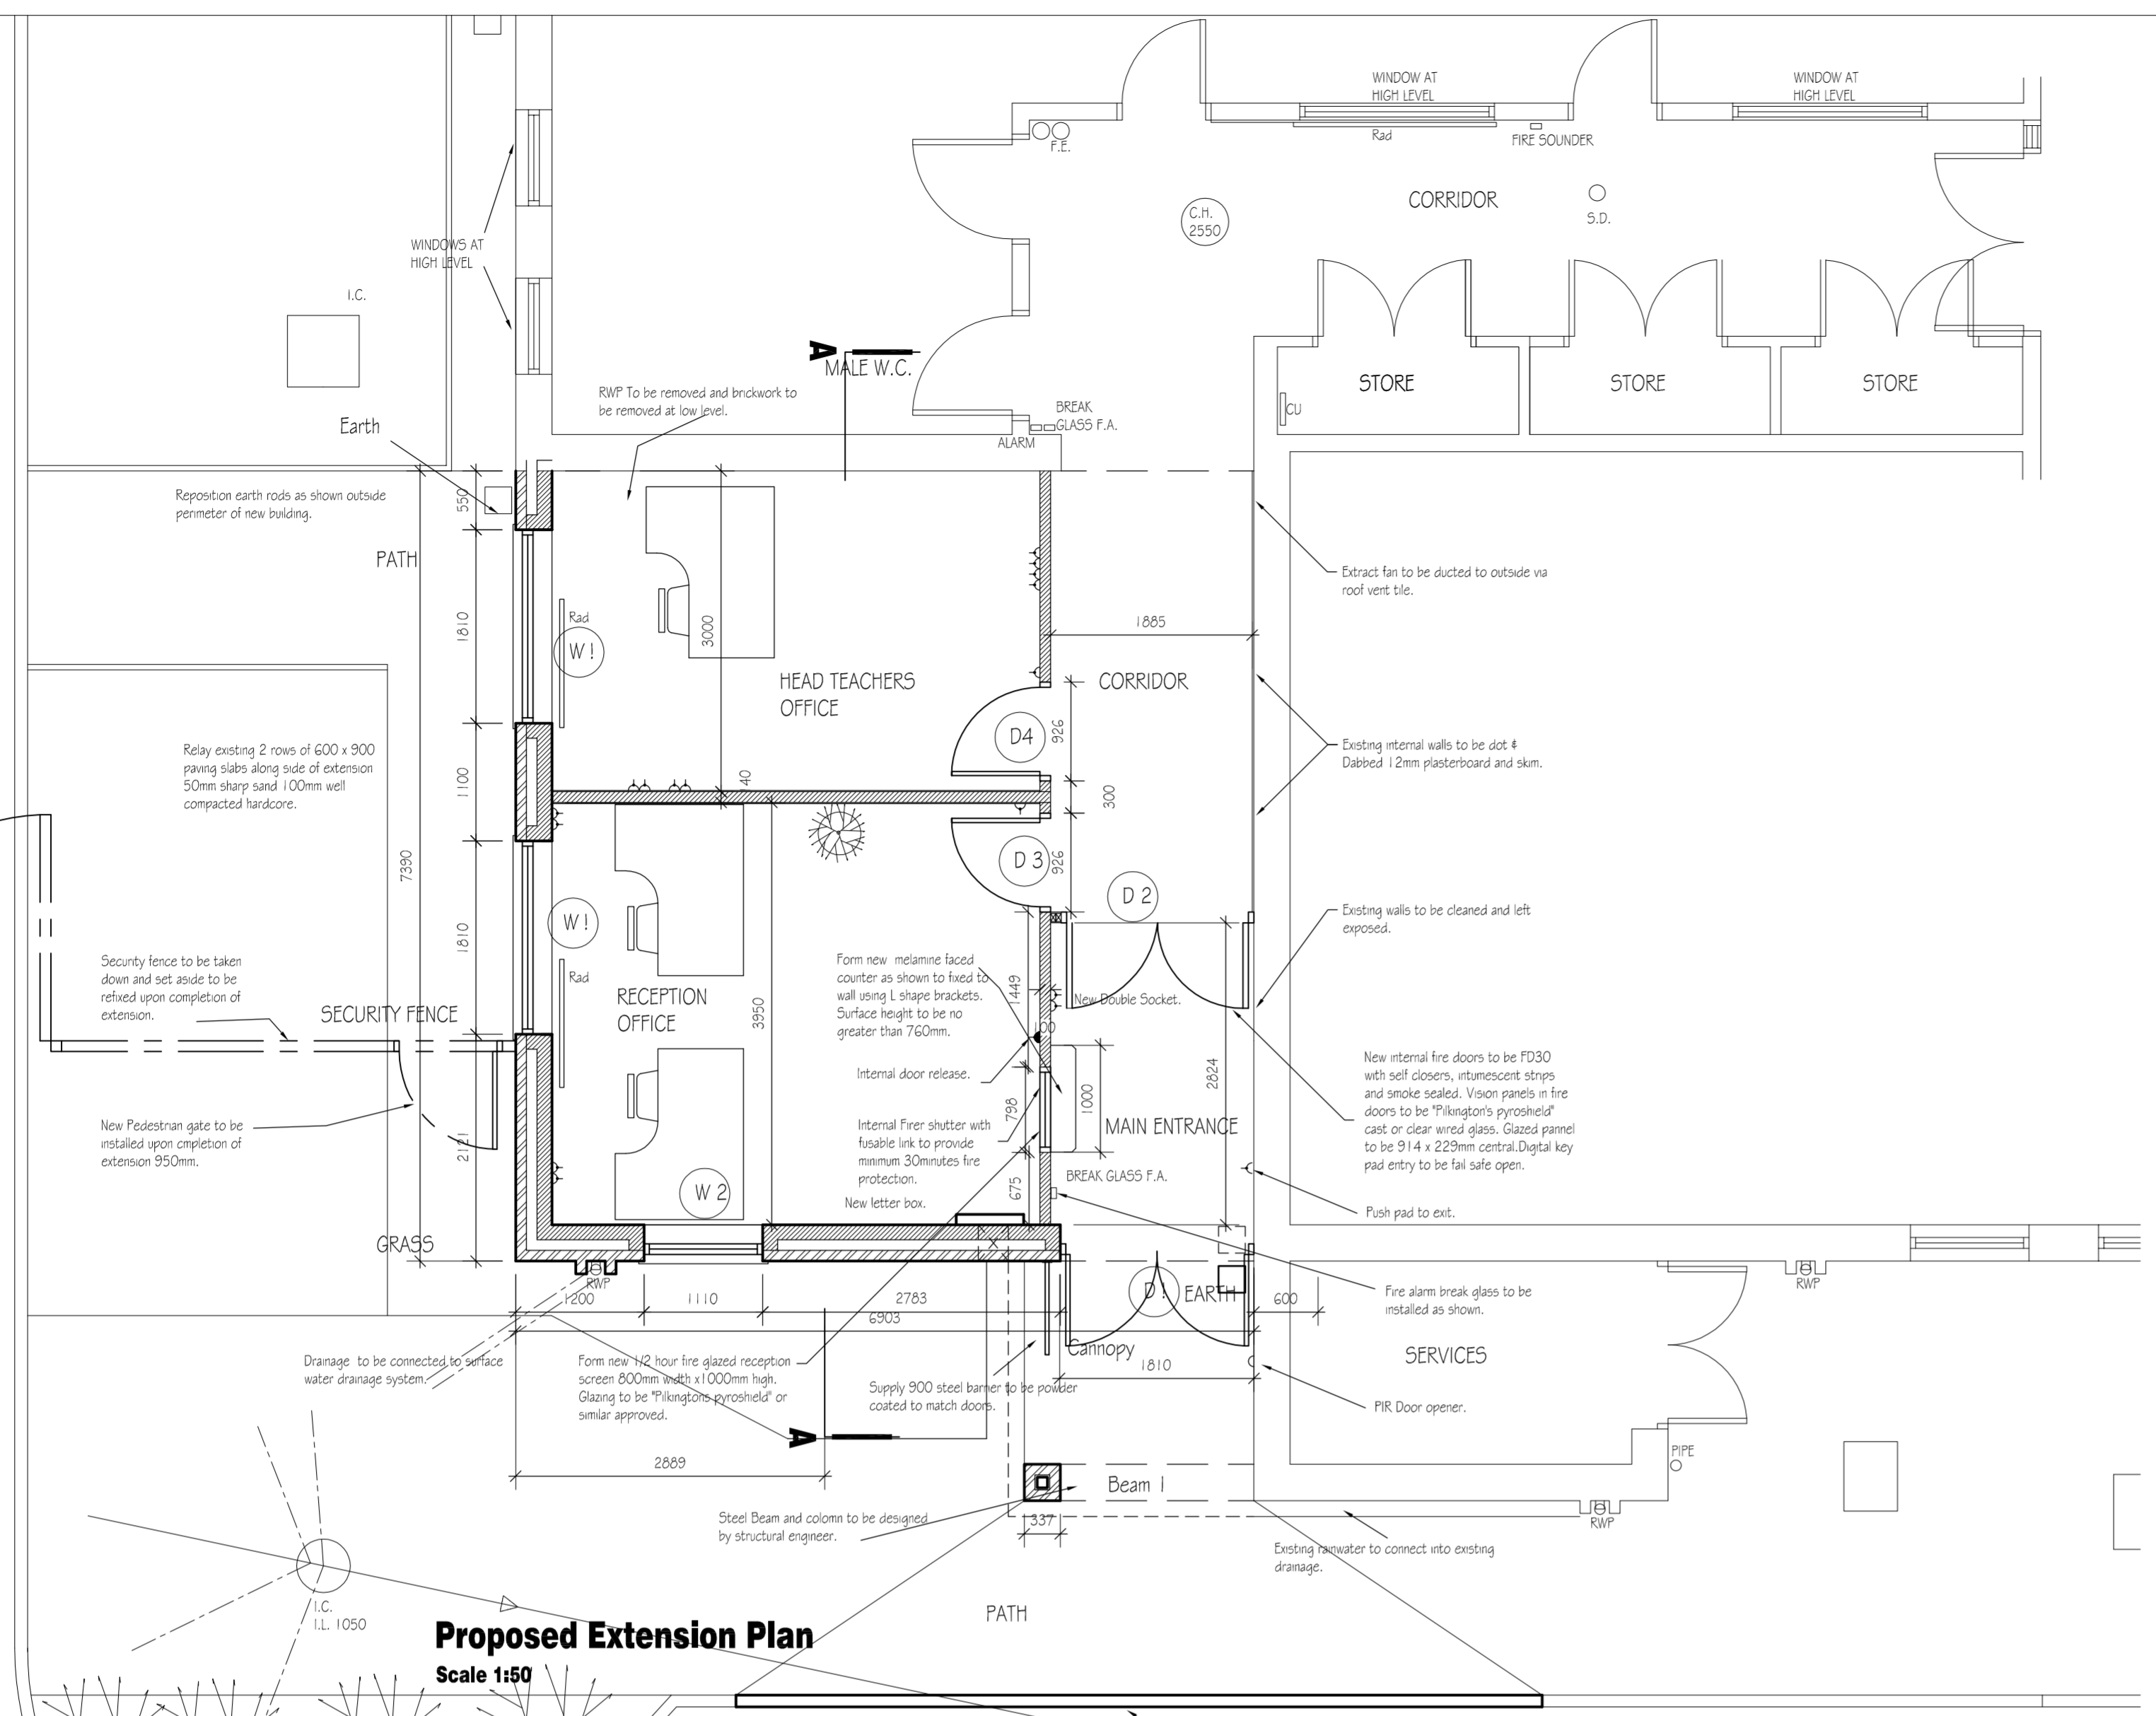 WINDOW AT
HIGH LEVEL
WINDOW AT
HIGH LEVEL
Rad
FIRE SOUNDER
F.E.
CORRIDOR
S.D.
C.H.
2550
WINDOWS AT
HIGH LEVEL
I.C.
A
MALE W.C.
STORE
STORE
STORE
CU
RWP To be removed and brickwork to
be removed at low level.
BREAK
GLASS F.A.
ALARM
Earth
Reposition earth rods as shown outside
perimeter of new building.
550
PATH
Extract fan to be ducted to outside via
roof vent tile.
1810
Rad
W !
3000
1885
HEAD TEACHERS
OFFICE
CORRIDOR
D4
926
Existing internal walls to be dot &
Dabbed 12mm plasterboard and skim.
Relay existing 2 rows of 600 x 900
paving slabs along side of extension
50mm sharp sand 100mm well
compacted hardcore.
1100
140
300
7390
D 3
926
D 2
W !
1810
Existing walls to be cleaned and left
exposed.
Security fence to be taken
down and set aside to be
refixed upon completion of
extension.
SECURITY FENCE
Rad
RECEPTION
OFFICE
3950
Form new melamine faced
counter as shown to fixed to
wall using L shape brackets.
Surface height to be no
greater than 760mm.
1449
New Double Socket.
100
Internal door release.
2824
1000
798
New internal fire doors to be FD30
with self closers, intumescent strips
and smoke sealed. Vision panels in fire
doors to be "Pilkington's pyroshield"
cast or clear wired glass. Glazed pannel
to be 914 x 229mm central.Digital key
pad entry to be fail safe open.
New Pedestrian gate to be
installed upon cmpletion of
extension 950mm.
2121
Internal Firer shutter with
fusable link to provide
minimum 30minutes fire
protection.
MAIN ENTRANCE
BREAK GLASS F.A.
W 2
New letter box.
675
Push pad to exit.
GRASS
RWP
1200
1110
2783
6903
D !
EARTH
600
Fire alarm break glass to be
installed as shown.
RWP
Drainage to be connected to surface
water drainage system.
Form new 1/2 hour fire glazed reception
screen 800mm width x1000mm high.
Glazing to be "Pilkingtons pyroshield" or
similar approved.
Cannopy
1810
SERVICES
Supply 900 steel barrier to be powder
coated to match doors.
PIR Door opener.
A
2889
PIPE
Beam 1
Steel Beam and colomn to be designed
by structural engineer.
337
RWP
Existing rainwater to connect into existing
drainage.
I.C.
I.L. 1050
PATH
Proposed Extension Plan
Scale 1:50